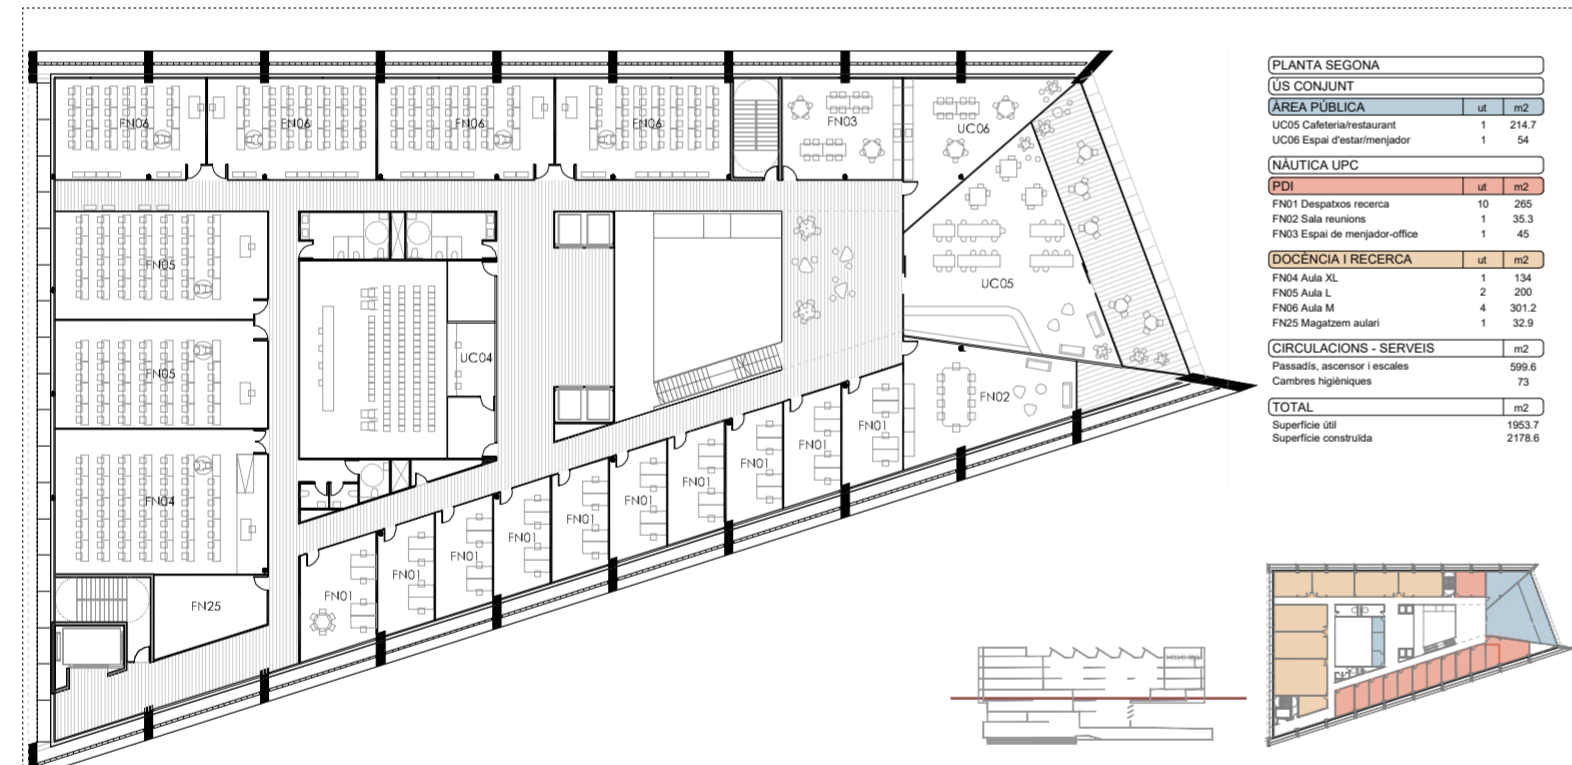 FN06 FN06 FN06 FN06 FN03 UC06
FN05
UC05
FN05 UC04
FN02
FN01
FN01
FN01
FN04 FN01
FN01
FN01
FN01
FN01
FN25 FN01
FN01
PLANTA SEGONA
ÚS CONJUNT
ÀREA PÚBLICA ut m2
UC05 Cafeteria/restaurant 1 214.7
UC06 Espai d'estar/menjador 1 54
NÀUTICA UPC
PDI ut m2
FN01 Despatxos recerca 10 265
FN02 Sala reunions 1 35.3
FN03 Espai de menjador-office 1 45
DOCÈNCIA I RECERCA ut m2
FN04 Aula XL 1 134
FN05 Aula L 2 200
FN06 Aula M 4 301.2
FN25 Magatzem aulari 1 32.9
CIRCULACIONS - SERVEIS m2
Passadís, ascensor i escales 599.6
Cambres higièniques 73
TOTAL m2
Superfície útil 1953.7
Superfície construïda 2178.6